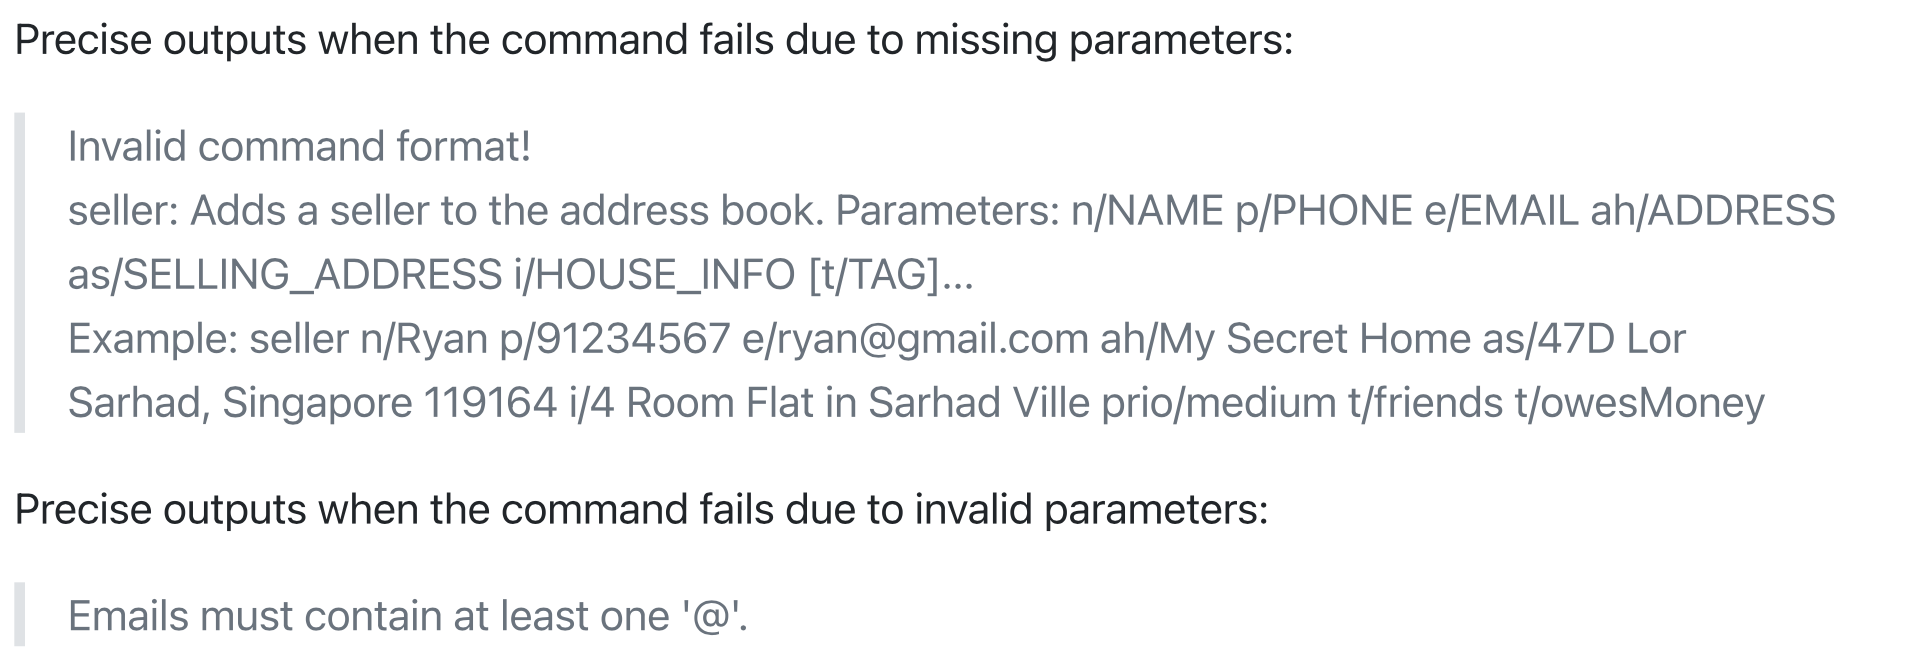 Precise outputs when the command fails due to missing parameters:
Invalid command format!
seller: Adds a seller to the address book. Parameters: n/NAME p/PHONE e/EMAIL ah/ADDRESS
as/SELLING_ADDRESS i/HOUSE_INFO [t/TAG]...
Example: seller n/Ryan p/91234567 e/ryan@gmail.com ah/My Secret Home as/47D Lor
Sarhad, Singapore 119164 i/4 Room Flat in Sarhad Ville prio/medium t/friends t/owesMoney
Precise outputs when the command fails due to invalid parameters:
Emails must contain at least one '@'.